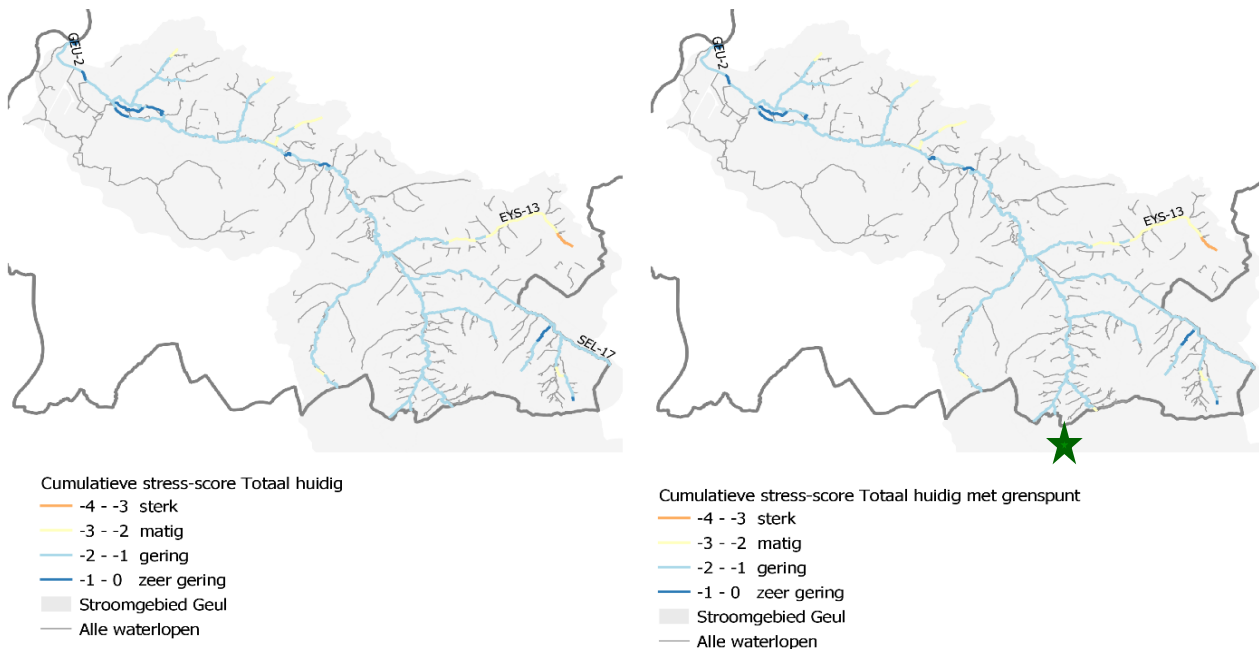 GEU-2
EYS-13
SEL-17
Cumulatieve stress-score Totaal huidig
-4 - -3 sterk
-3 - -2 matig
-2 - -1 gering
-1 - 0 zeer gering
Stroomgebied Geul
Alle waterlopen
GEU-2
EYS-13
Cumulatieve stress-score Totaal huidig met grenspunt
-4 - -3 sterk
-3 - -2 matig
-2 - -1 gering
-1 - 0 zeer gering
Stroomgebied Geul
Alle waterlopen